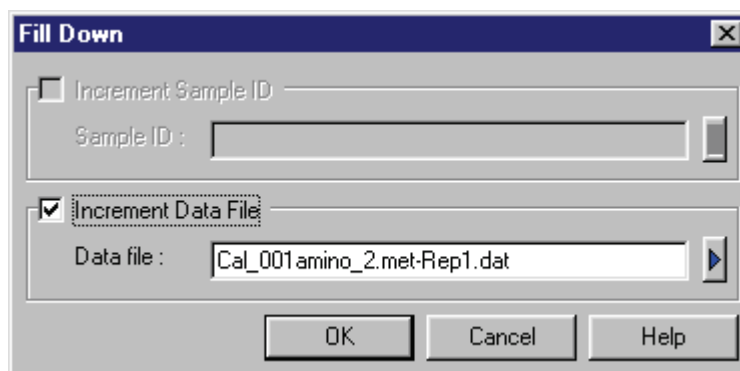 Fill Down
Increment Sample ID
Sample ID :
Increment Data File
Data file :
Cal_001amino_2.met-Rep1.dat
OK
Cancel
Help